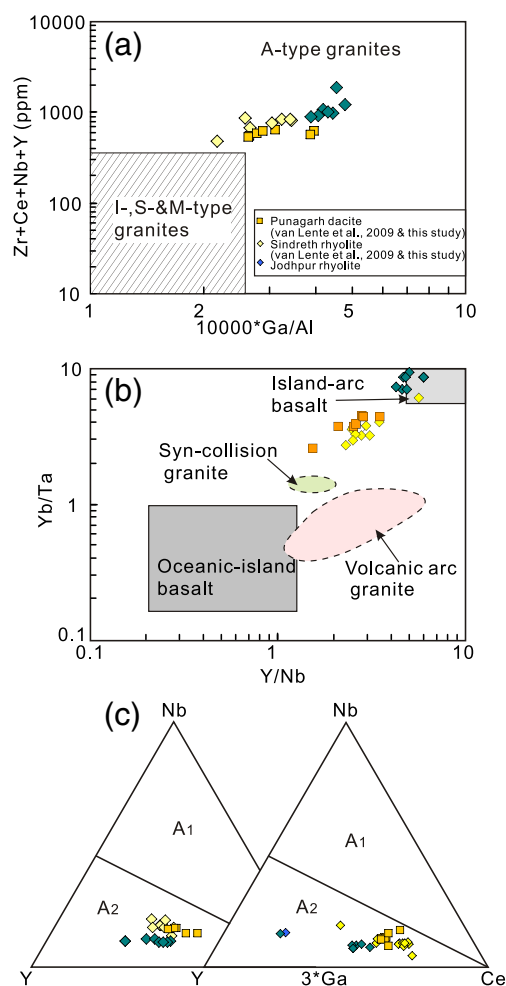 (a)
A-type granites
Zr+Ce+Nb+Y (ppm)
10000
1000
100
10
I-,S-&M-type
granites
Punagarh dacite
(van Lente et al., 2009 & this study)
Sindreth rhyolite
(van Lente et al., 2009 & this study)
Jodhpur rhyolite
1
2
5
10
10000*Ga/Al
(b)
Yb/Ta
10
1
0.1
Island-arc
basalt
Syn-collision
granite
Oceanic-island
basalt
Volcanic arc
granite
0.1
1
10
Y/Nb
(c)
Nb
Nb
A1
A1
A2
A2
Y
Y
3*Ga
Ce